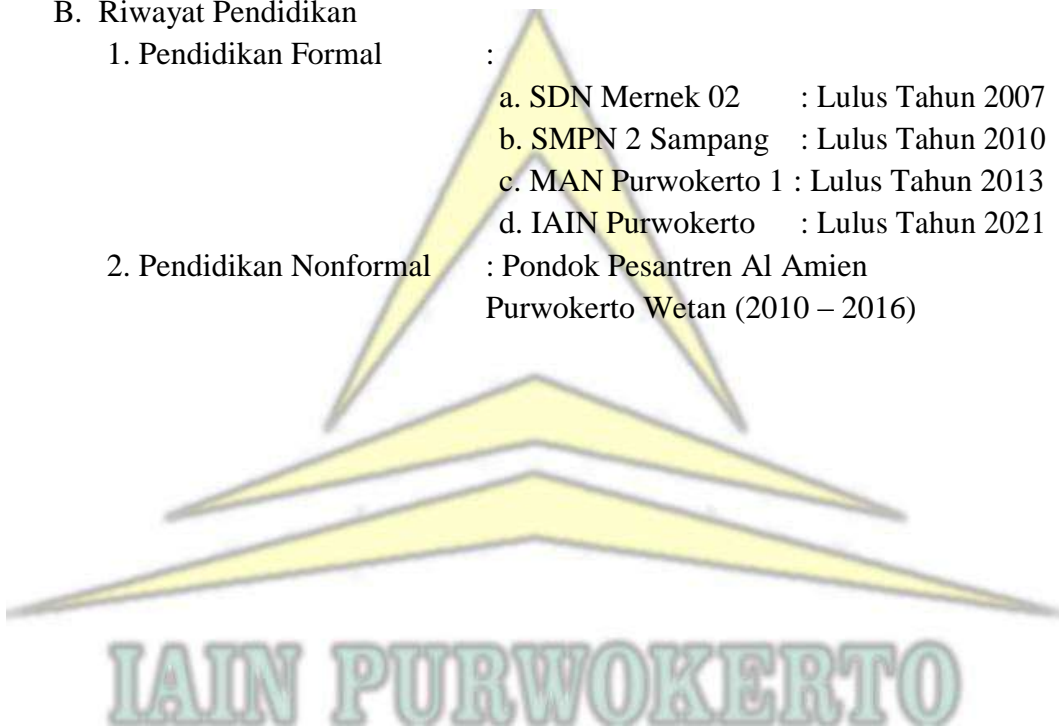 B. Riwayat Pendidikan
1. Pendidikan Formal :
a. SDN Mernek 02 : Lulus Tahun 2007
b. SMPN 2 Sampang : Lulus Tahun 2010
c. MAN Purwokerto 1 : Lulus Tahun 2013
d. IAIN Purwokerto : Lulus Tahun 2021
2. Pendidikan Nonformal : Pondok Pesantren Al Amien
Purwokerto Wetan (2010 – 2016)
IAIN PURWOKERTO